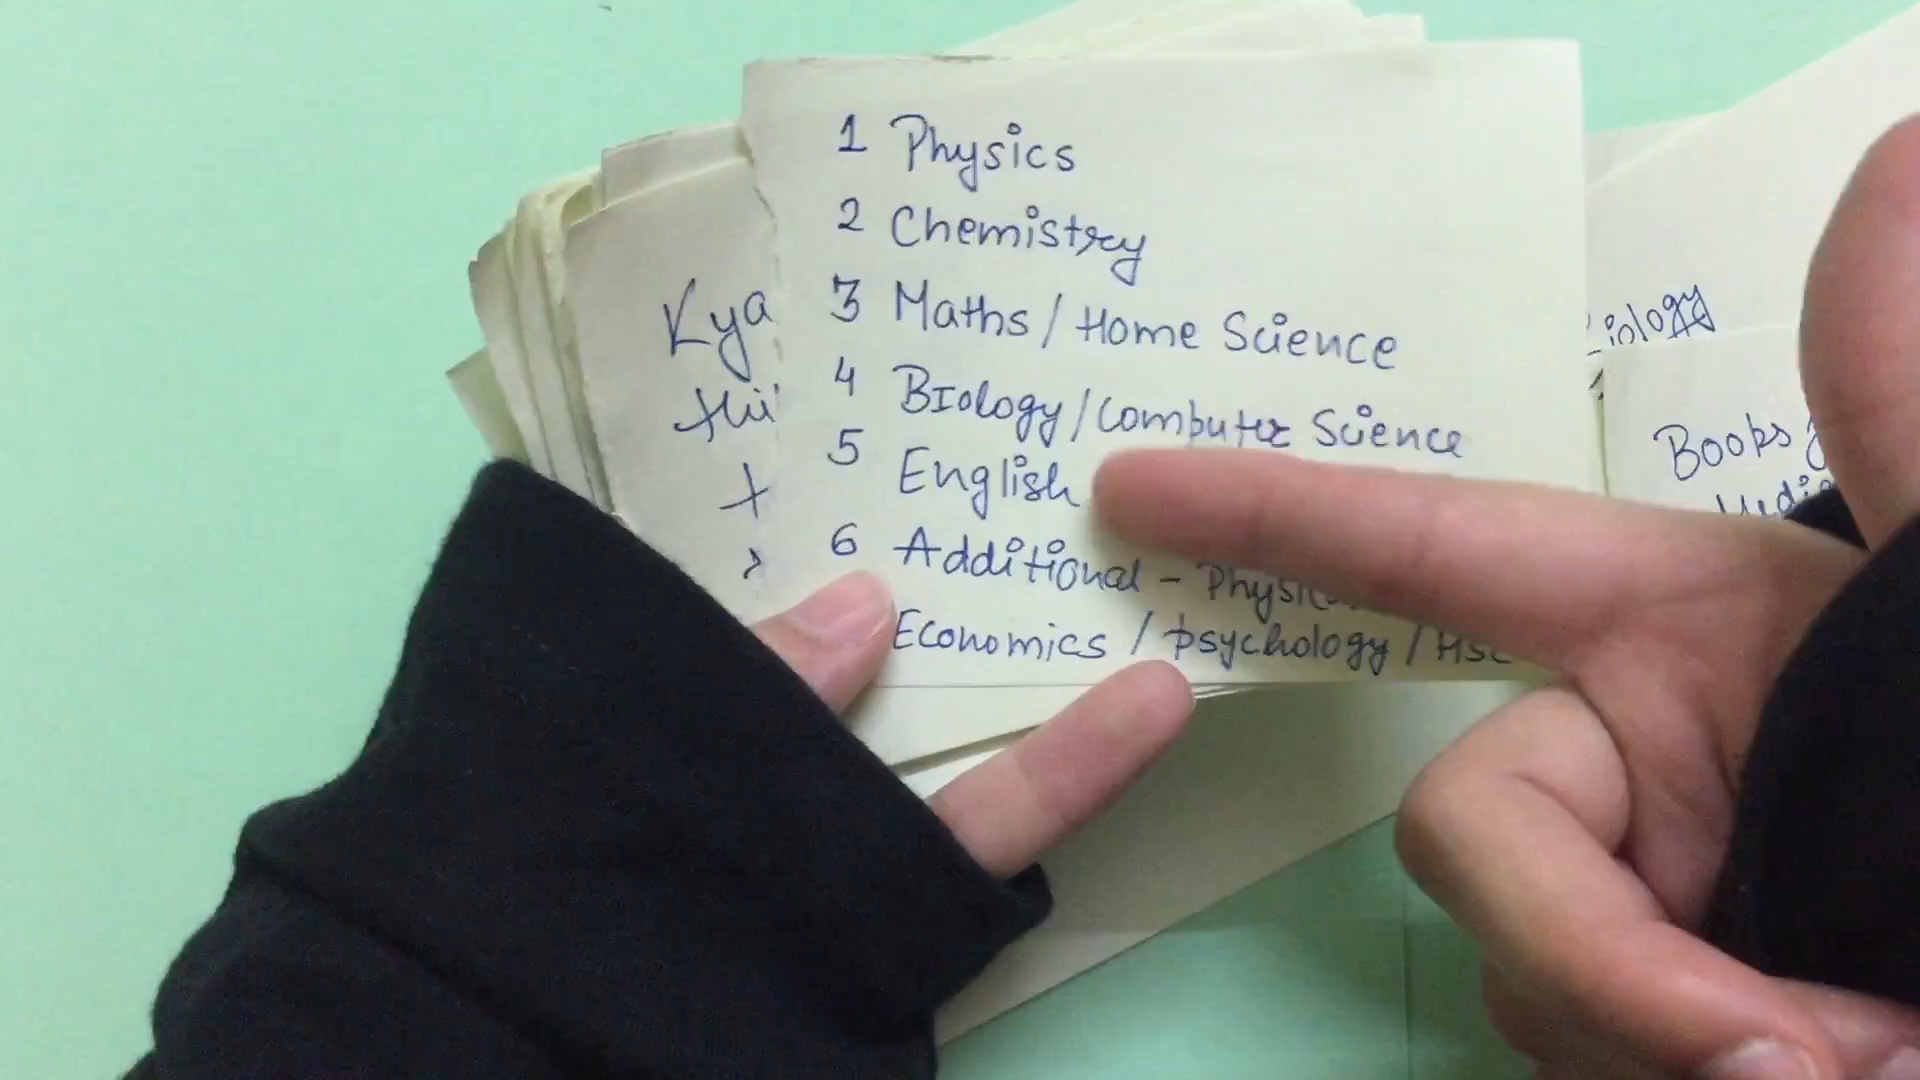 1 Physics
2 Chemistry
3 Maths / Home Science
4 BIology / Computer Science
5 English
6 Additional -
Economics / psychology / HSc
Kya
Books